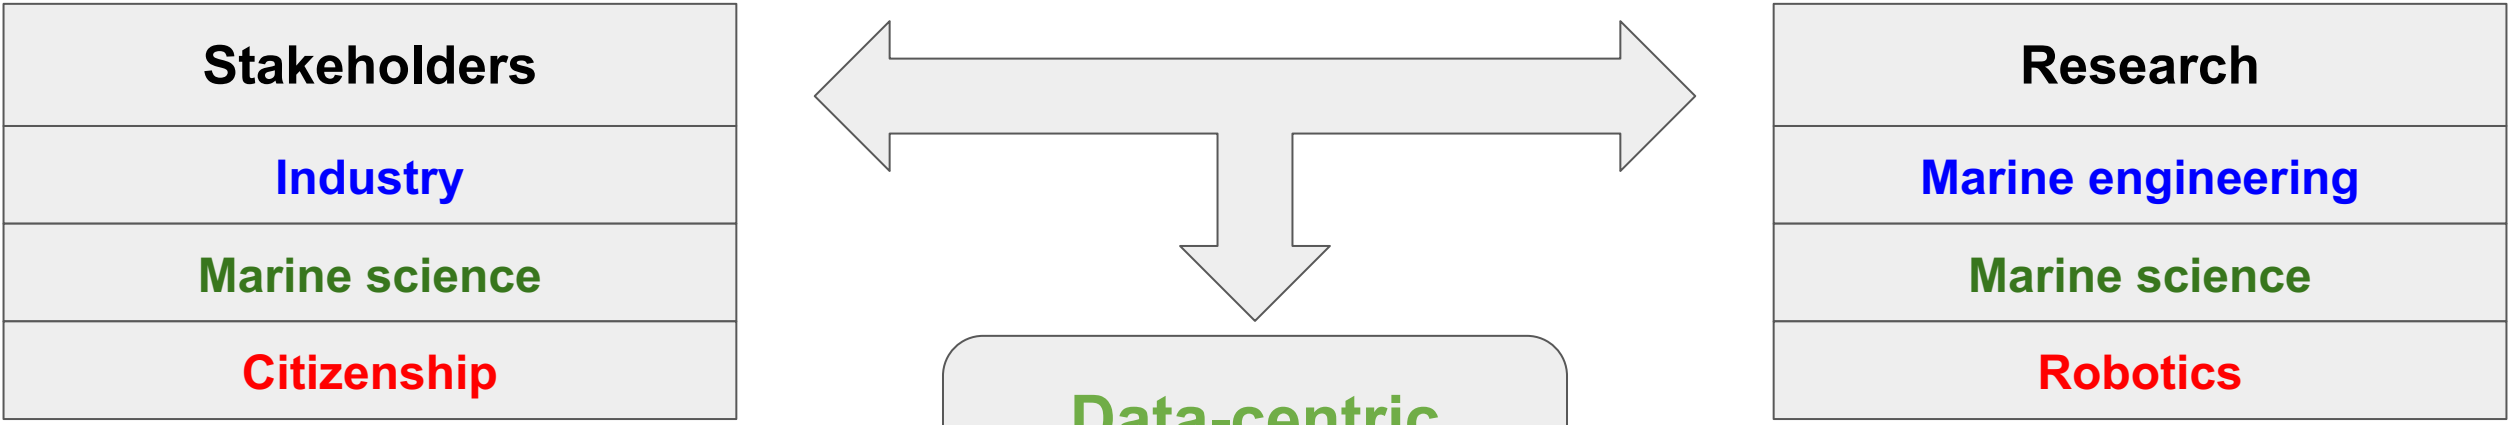 Stakeholders
Industry
Marine science
Citizenship
Research
Marine engineering
Marine science
Robotics
Data-centric